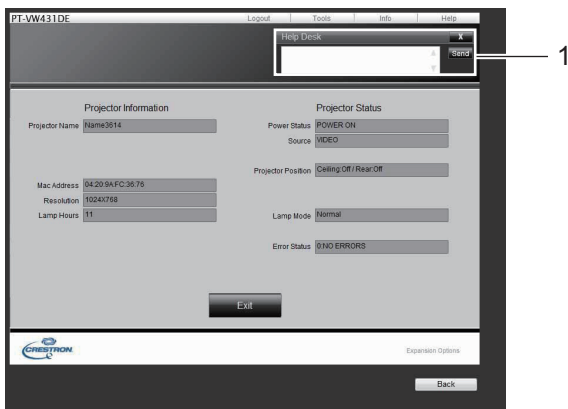 PT-VW431DE Logout Tools Info Help
Help Desk X
Send
1
Projector Information Projector Status
Projector Name Name3614 Power Status POWER ON
Source VIDEO
Projector Position Ceiling:Off / Rear:Off
Mac Address 04:20:9A:FC:36:76
Resolution 1024X768
Lamp Hours 11 Lamp Mode Normal
Error Status 0:NO ERRORS
Exit
CRESTRON Expansion Options
Back